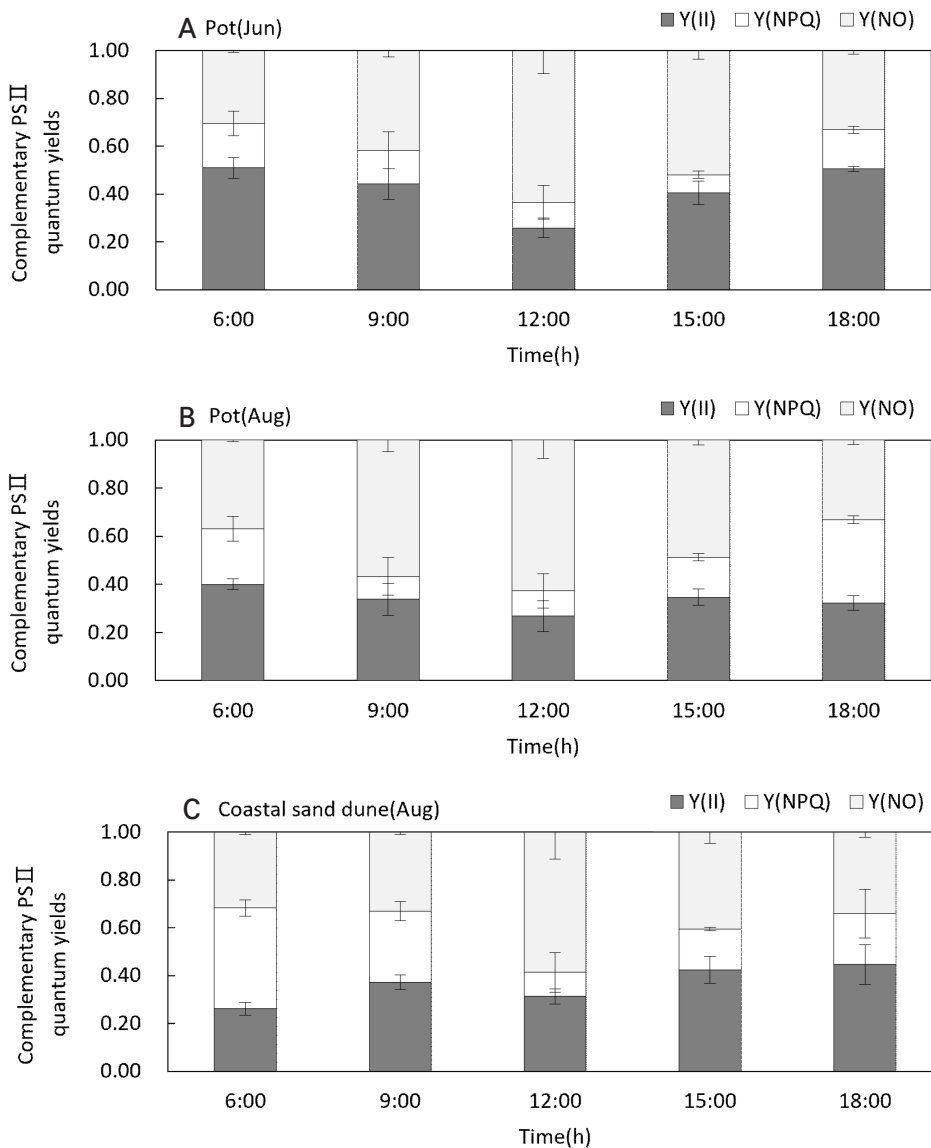 A Pot(Jun)
Y(II) Y(NPQ) Y(NO)
Complementary PSⅡ
quantum yields
1.00
0.80
0.60
0.40
0.20
0.00
6:00 9:00 12:00 15:00 18:00
Time(h)
B Pot(Aug)
Y(II) Y(NPQ) Y(NO)
Complementary PSⅡ
quantum yields
1.00
0.80
0.60
0.40
0.20
0.00
6:00 9:00 12:00 15:00 18:00
Time(h)
C Coastal sand dune(Aug)
Y(II) Y(NPQ) Y(NO)
Complementary PSⅡ
quantum yields
1.00
0.80
0.60
0.40
0.20
0.00
6:00 9:00 12:00 15:00 18:00
Time(h)